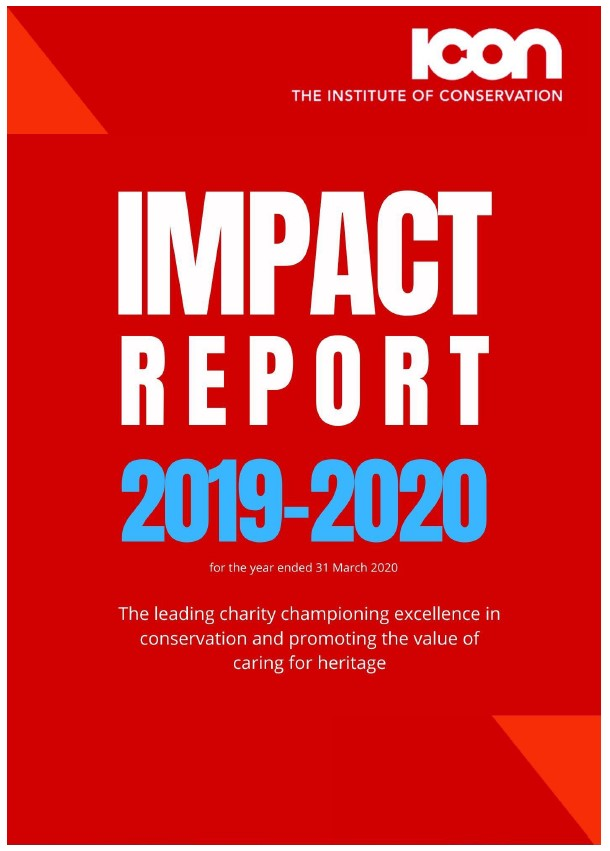 icon
THE INSTITUTE OF CONSERVATION
IMPACT
REPORT
2019-2020
for the year ended 31 March 2020
The leading charity championing excellence in
conservation and promoting the value of
caring for heritage